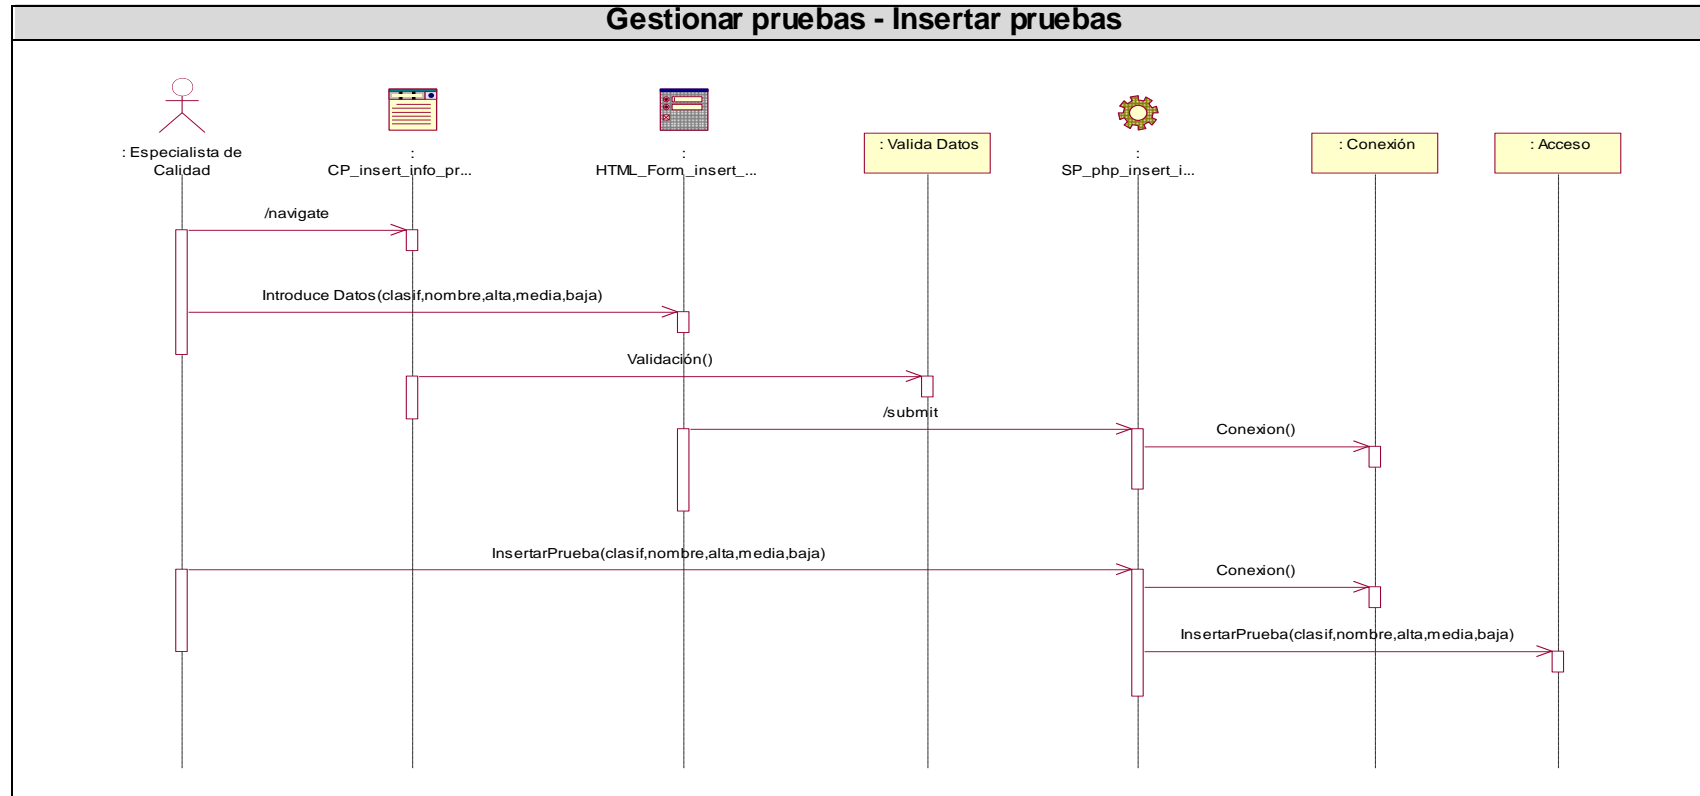 Gestionar pruebas - Insertar pruebas
: Especialista de
Calidad
:
CP_insert_info_pr...
:
HTML_Form_insert_...
: Valida Datos
:
SP_php_insert_i...
: Conexión
: Acceso
/navigate
Introduce Datos(clasif,nombre,alta,media,baja)
Validación()
/submit
Conexion()
InsertarPrueba(clasif,nombre,alta,media,baja)
Conexion()
InsertarPrueba(clasif,nombre,alta,media,baja)